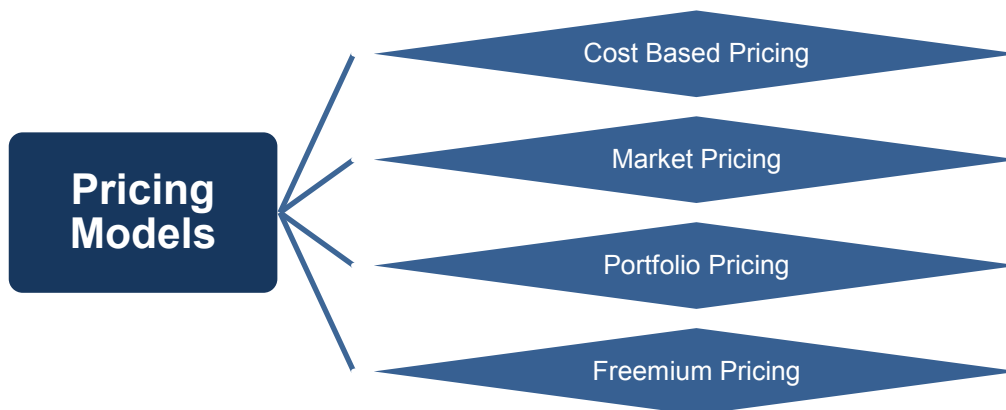 Pricing
Models
Cost Based Pricing
Market Pricing
Portfolio Pricing
Freemium Pricing